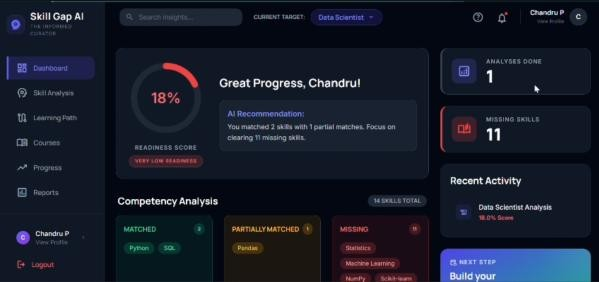 Skill Gap AI
THE INFORMED
CURATOR
Search insights...
CURRENT TARGET:
Data Scientist
Chandru P
View Profile
C
Dashboard
Skill Analysis
Learning Path
Courses
Progress
Reports
C
Chandru P
View Profile
Logout
18%
READINESS SCORE
VERY LOW READINESS
Great Progress, Chandru!
AI Recommendation:
You matched 2 skills with 1 partial matches. Focus on
clearing 11 missing skills.
ANALYSES DONE
1
MISSING SKILLS
11
Recent Activity
Data Scientist Analysis
18.0% Score
Competency Analysis
14 SKILLS TOTAL
MATCHED
2
Python
SQL
PARTIALLY MATCHED
1
Pandas
MISSING
11
Statistics
Machine Learning
NumPy
Scikit-learn
NEXT STEP
Build your